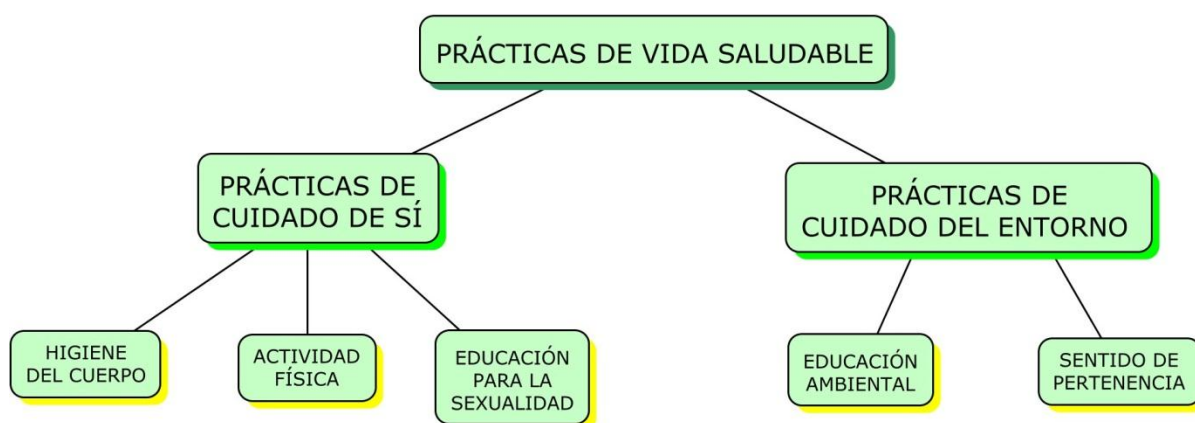 PRÁCTICAS DE VIDA SALUDABLE
PRÁCTICAS DE
CUIDADO DE SÍ
PRÁCTICAS DE
CUIDADO DEL ENTORNO
HIGIENE
DEL CUERPO
ACTIVIDAD
FÍSICA
EDUCACIÓN
PARA LA
SEXUALIDAD
EDUCACIÓN
AMBIENTAL
SENTIDO DE
PERTENENCIA